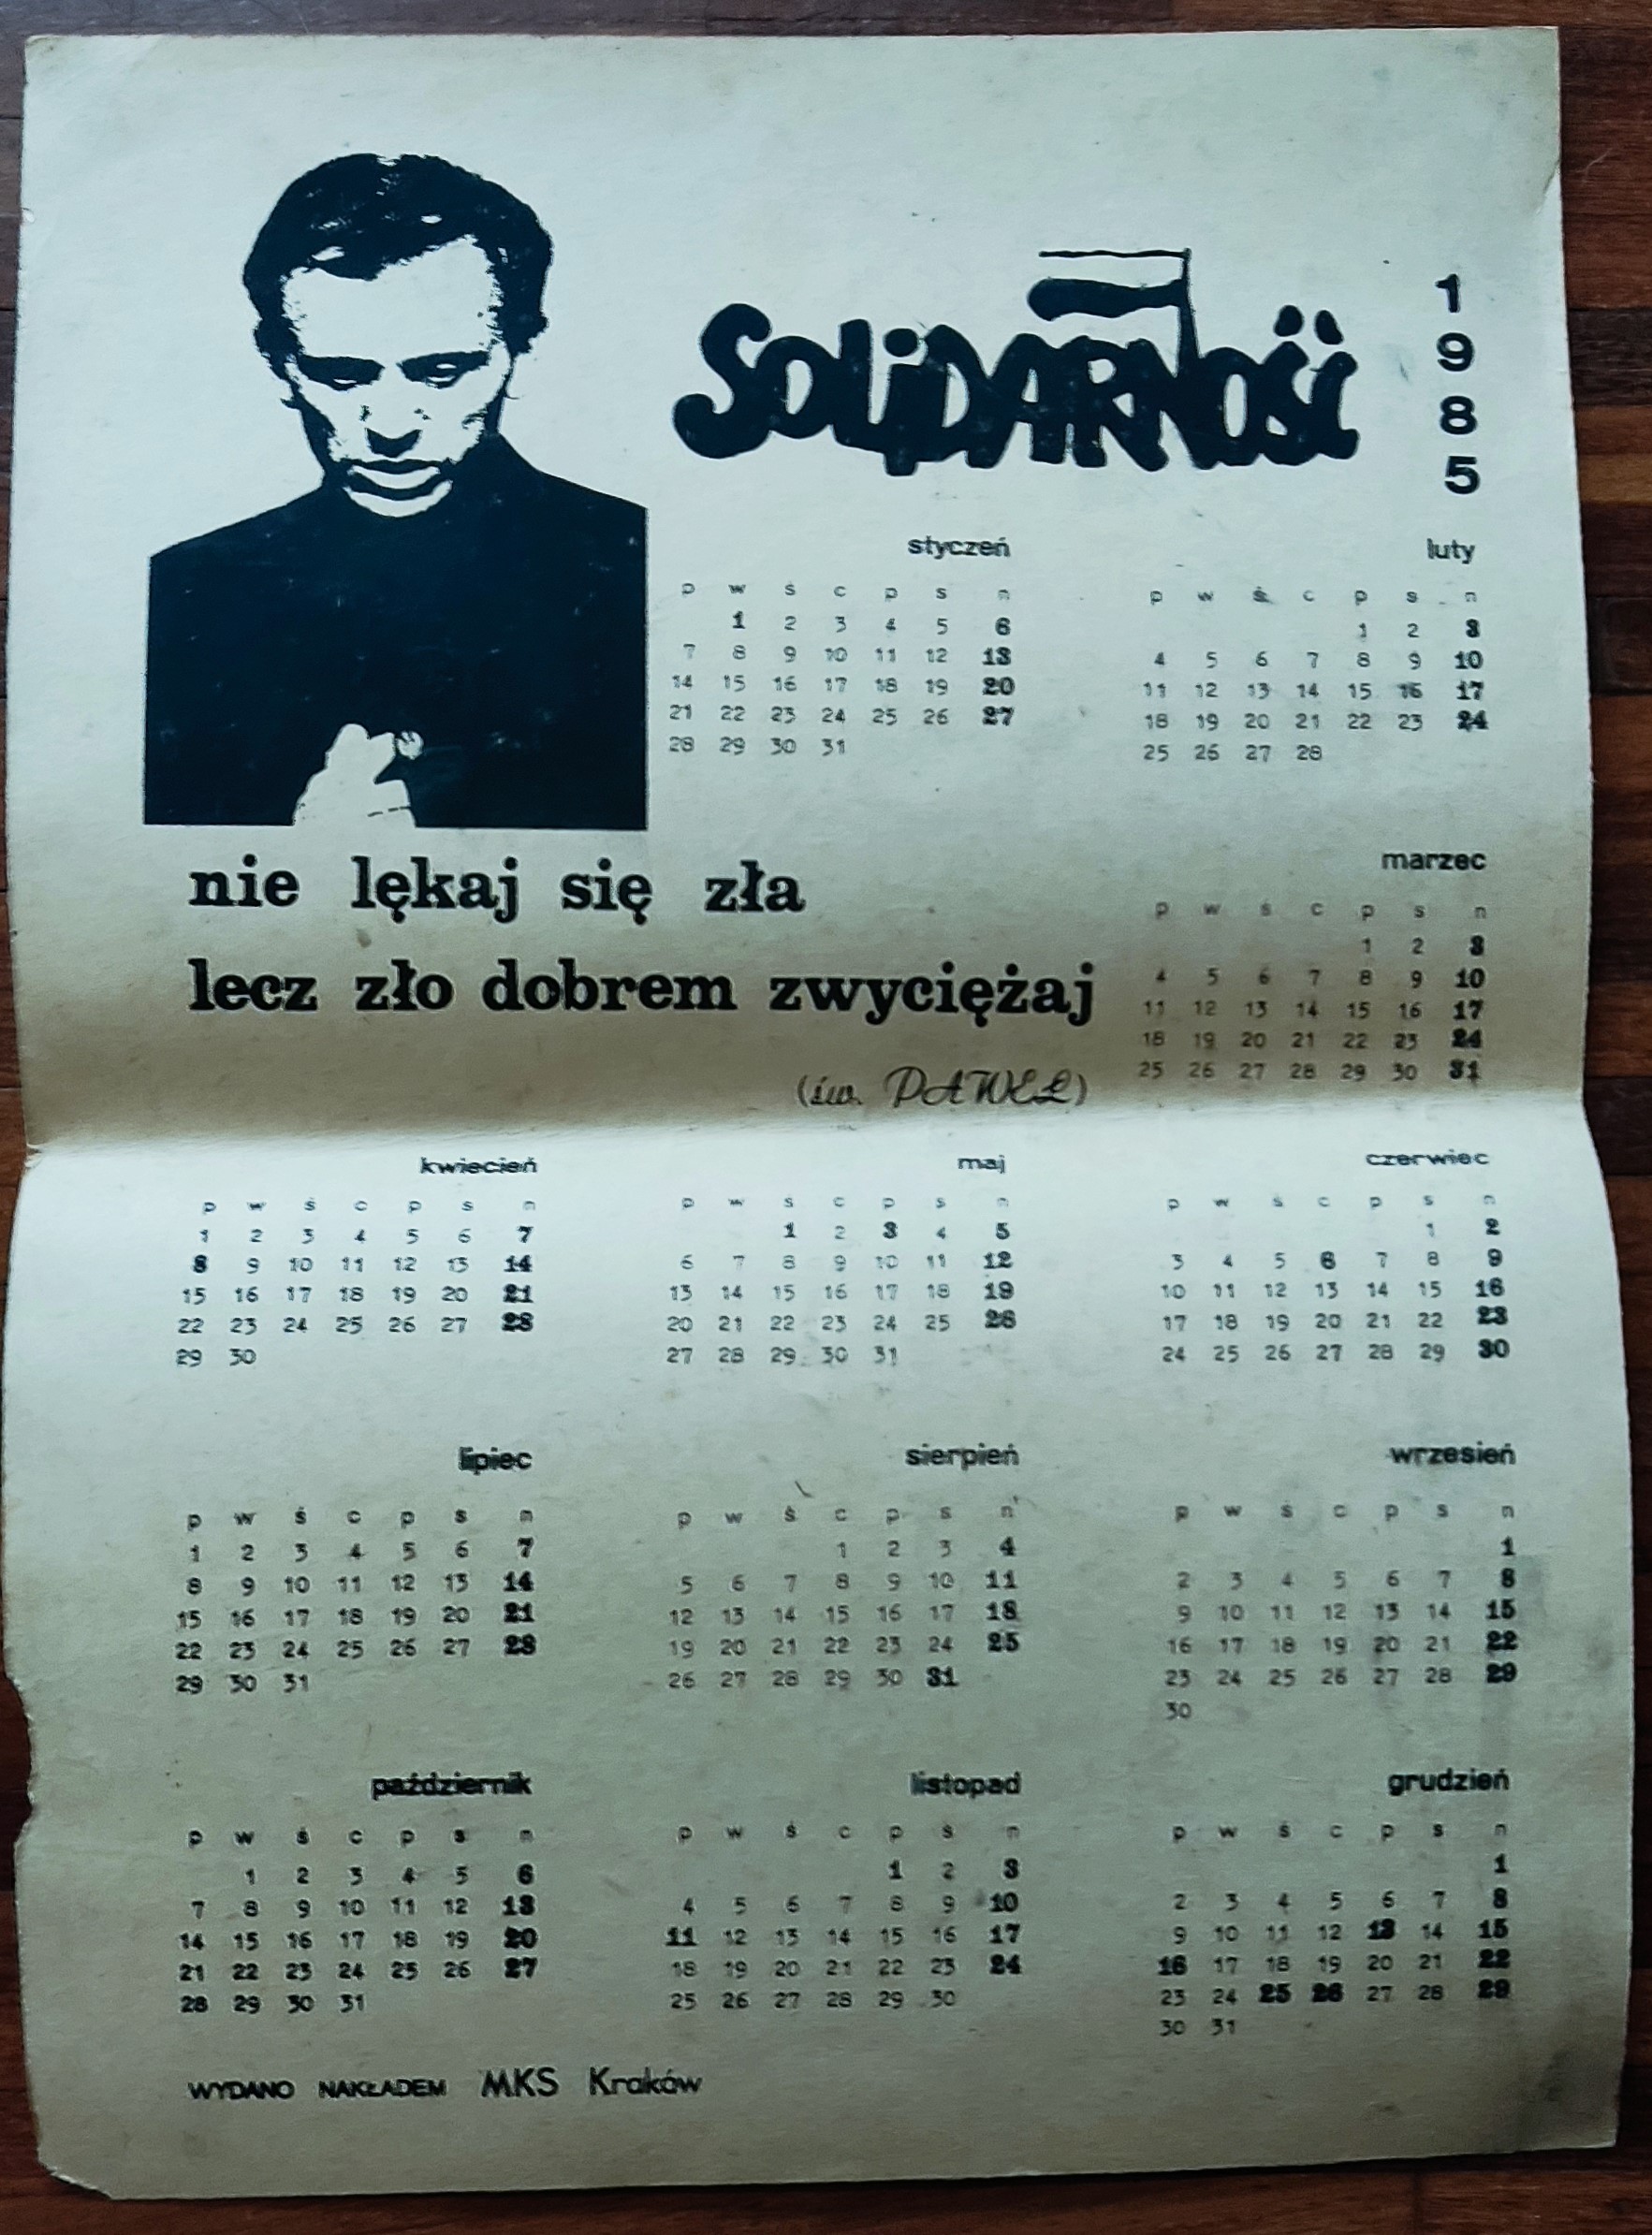 SOLiDARNOŚĆ
1
9
8
5
styczeń
p w ś c p s n
1 2 3 4 5 6
7 8 9 10 11 12 13
14 15 16 17 18 19 20
21 22 23 24 25 26 27
28 29 30 31
luty
p w ś c p s n
1 2 3
4 5 6 7 8 9 10
11 12 13 14 15 16 17
18 19 20 21 22 23 24
25 26 27 28
nie lękaj się zła
lecz zło dobrem zwyciężaj
(św. PAWEŁ)
marzec
p w ś c p s n
1 2 3
4 5 6 7 8 9 10
11 12 13 14 15 16 17
18 19 20 21 22 23 24
25 26 27 28 29 30 31
kwiecień
p w ś c p s n
1 2 3 4 5 6 7
8 9 10 11 12 13 14
15 16 17 18 19 20 21
22 23 24 25 26 27 28
29 30
maj
p w ś c p s n
1 2 3 4 5
6 7 8 9 10 11 12
13 14 15 16 17 18 19
20 21 22 23 24 25 26
27 28 29 30 31
czerwiec
p w ś c p s n
1 2
3 4 5 6 7 8 9
10 11 12 13 14 15 16
17 18 19 20 21 22 23
24 25 26 27 28 29 30
lipiec
p w ś c p s n
1 2 3 4 5 6 7
8 9 10 11 12 13 14
15 16 17 18 19 20 21
22 23 24 25 26 27 28
29 30 31
sierpień
p w ś c p s n
1 2 3 4
5 6 7 8 9 10 11
12 13 14 15 16 17 18
19 20 21 22 23 24 25
26 27 28 29 30 31
wrzesień
p w ś c p s n
1
2 3 4 5 6 7 8
9 10 11 12 13 14 15
16 17 18 19 20 21 22
23 24 25 26 27 28 29
30
październik
p w ś c p s n
1 2 3 4 5 6
7 8 9 10 11 12 13
14 15 16 17 18 19 20
21 22 23 24 25 26 27
28 29 30 31
listopad
p w ś c p s n
1 2 3
4 5 6 7 8 9 10
11 12 13 14 15 16 17
18 19 20 21 22 23 24
25 26 27 28 29 30
grudzień
p w ś c p s n
1
2 3 4 5 6 7 8
9 10 11 12 13 14 15
16 17 18 19 20 21 22
23 24 25 26 27 28 29
30 31
WYDANO NAKŁADEM MKS Kraków